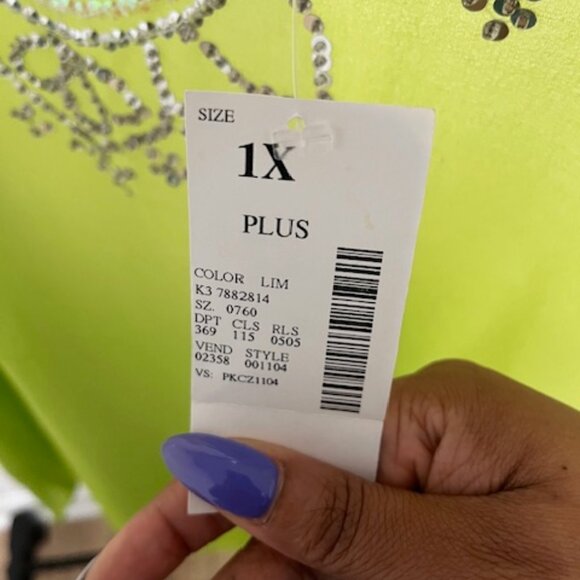 SIZE
1X
PLUS
COLOR LIM
K3 7882814
SZ. 0760
DPT CLS RLS
369 115 0505
VEND STYLE
02358 001104
VS: PKCZ1104